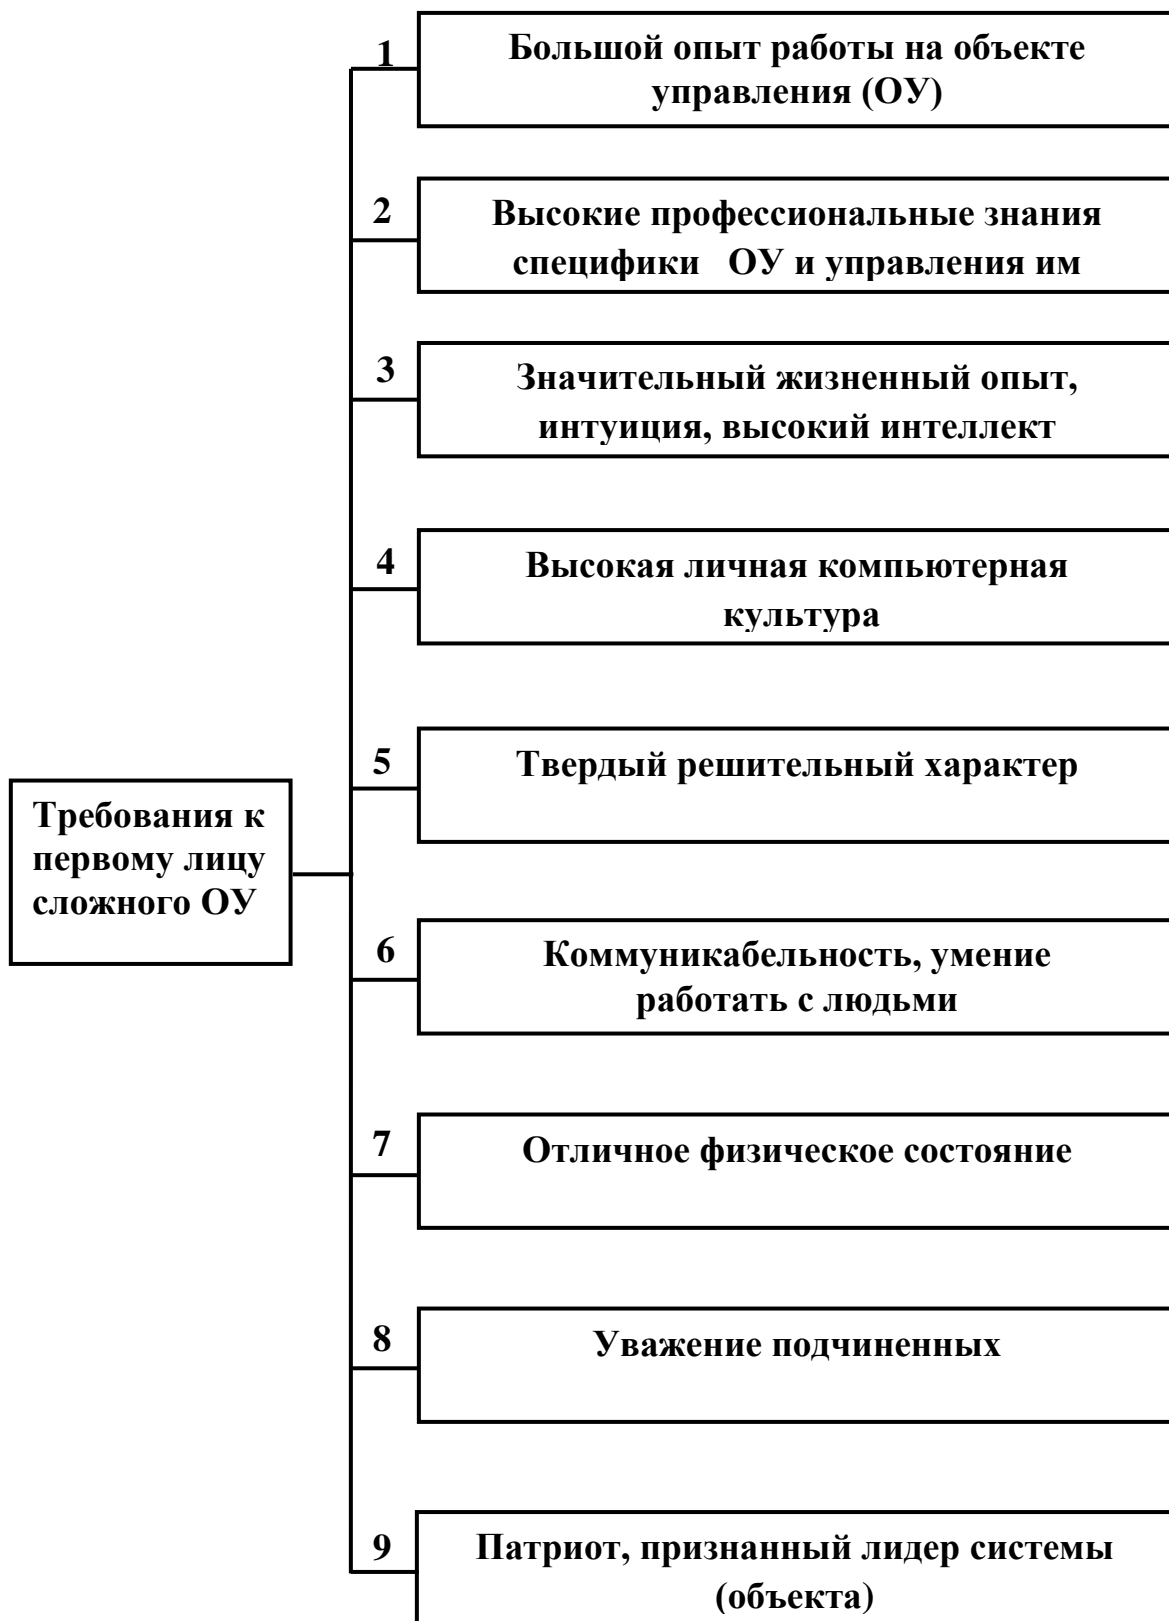 1
Большой опыт работы на объекте
управления (ОУ)
2
Высокие профессиональные знания
специфики ОУ и управления им
3
Значительный жизненный опыт,
интуиция, высокий интеллект
4
Высокая личная компьютерная
культура
5
Твердый решительный характер
Требования к
первому лицу
сложного ОУ
6
Коммуникабельность, умение
работать с людьми
7
Отличное физическое состояние
8
Уважение подчиненных
9
Патриот, признанный лидер системы
(объекта)